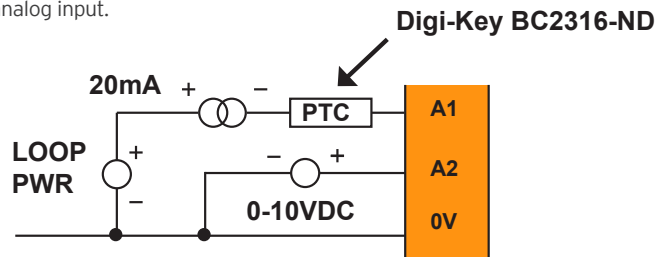 nalog input.
Digi-Key BC2316-ND
20mA + −
PTC
A1
LOOP
PWR
+
−
− +
A2
0-10VDC
0V